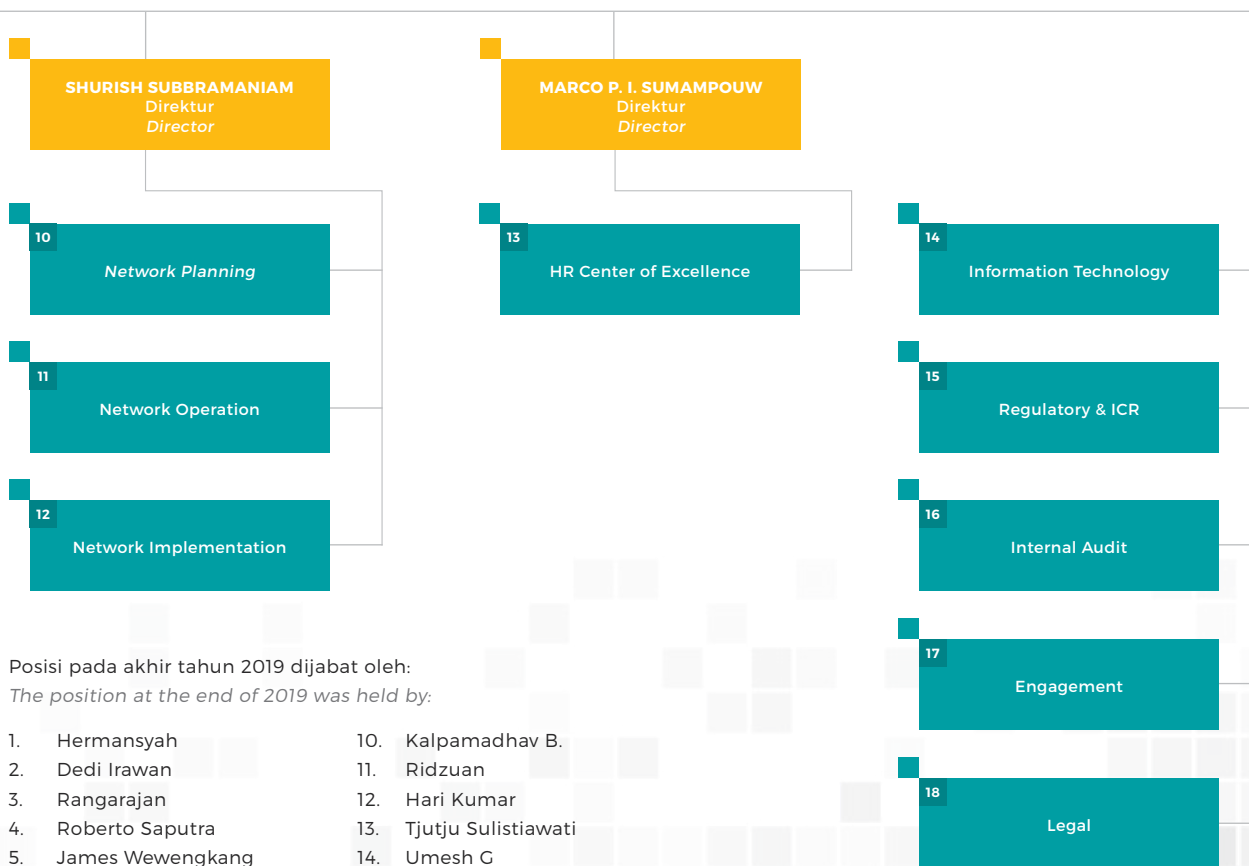 SHURISH SUBBRAMANIAM
Direktur
Director
MARCO P. I. SUMAMPOUW
Direktur
Director
10
Network Planning
13
HR Center of Excellence
14
Information Technology
11
Network Operation
15
Regulatory & ICR
12
Network Implementation
16
Internal Audit
17
Engagement
18
Legal
Posisi pada akhir tahun 2019 dijabat oleh:
The position at the end of 2019 was held by:
1. Hermansyah
2. Dedi Irawan
3. Rangarajan
4. Roberto Saputra
5. James Wewengkang
10. Kalpamadhav B.
11. Ridzuan
12. Hari Kumar
13. Tjutju Sulistiawati
14. Umesh G